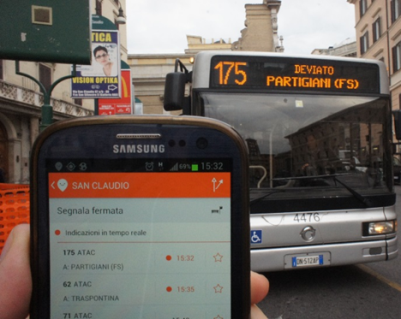 VISION OPTIKA
175
DEVIATO
PARTIGIANI (FS)
4476
SAMSUNG
69% 15:32
SAN CLAUDIO
Segnala fermata
Indicazioni in tempo reale
175 ATAC
15:32
A: PARTIGIANI (FS)
62 ATAC
15:35
A: TRASPONTINA
71 ATAC